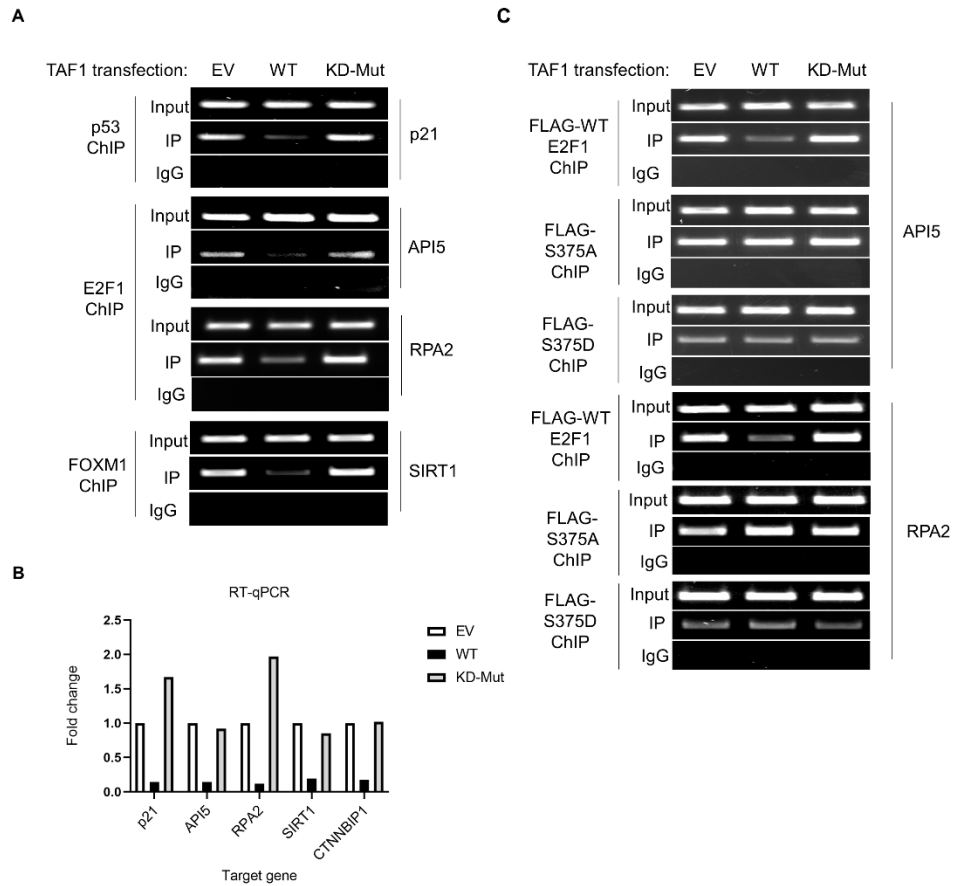 A
TAF1 transfection: EV WT KD-Mut
p53
ChIP
Input
IP
IgG
p21
E2F1
ChIP
Input
IP
IgG
API5
Input
IP
IgG
RPA2
FOXM1
ChIP
Input
IP
IgG
SIRT1
B
RT-qPCR
Fold change
2.5
2.0
1.5
1.0
0.5
0.0
p21
API5
RPA2
SIRT1
CTNNBIP1
Target gene
EV
WT
KD-Mut
C
TAF1 transfection: EV WT KD-Mut
FLAG-WT
E2F1
ChIP
Input
IP
IgG
FLAG-
S375A
ChIP
Input
IP
IgG
FLAG-
S375D
ChIP
Input
IP
IgG
API5
FLAG-WT
E2F1
ChIP
Input
IP
IgG
FLAG-
S375A
ChIP
Input
IP
IgG
FLAG-
S375D
ChIP
Input
IP
IgG
RPA2